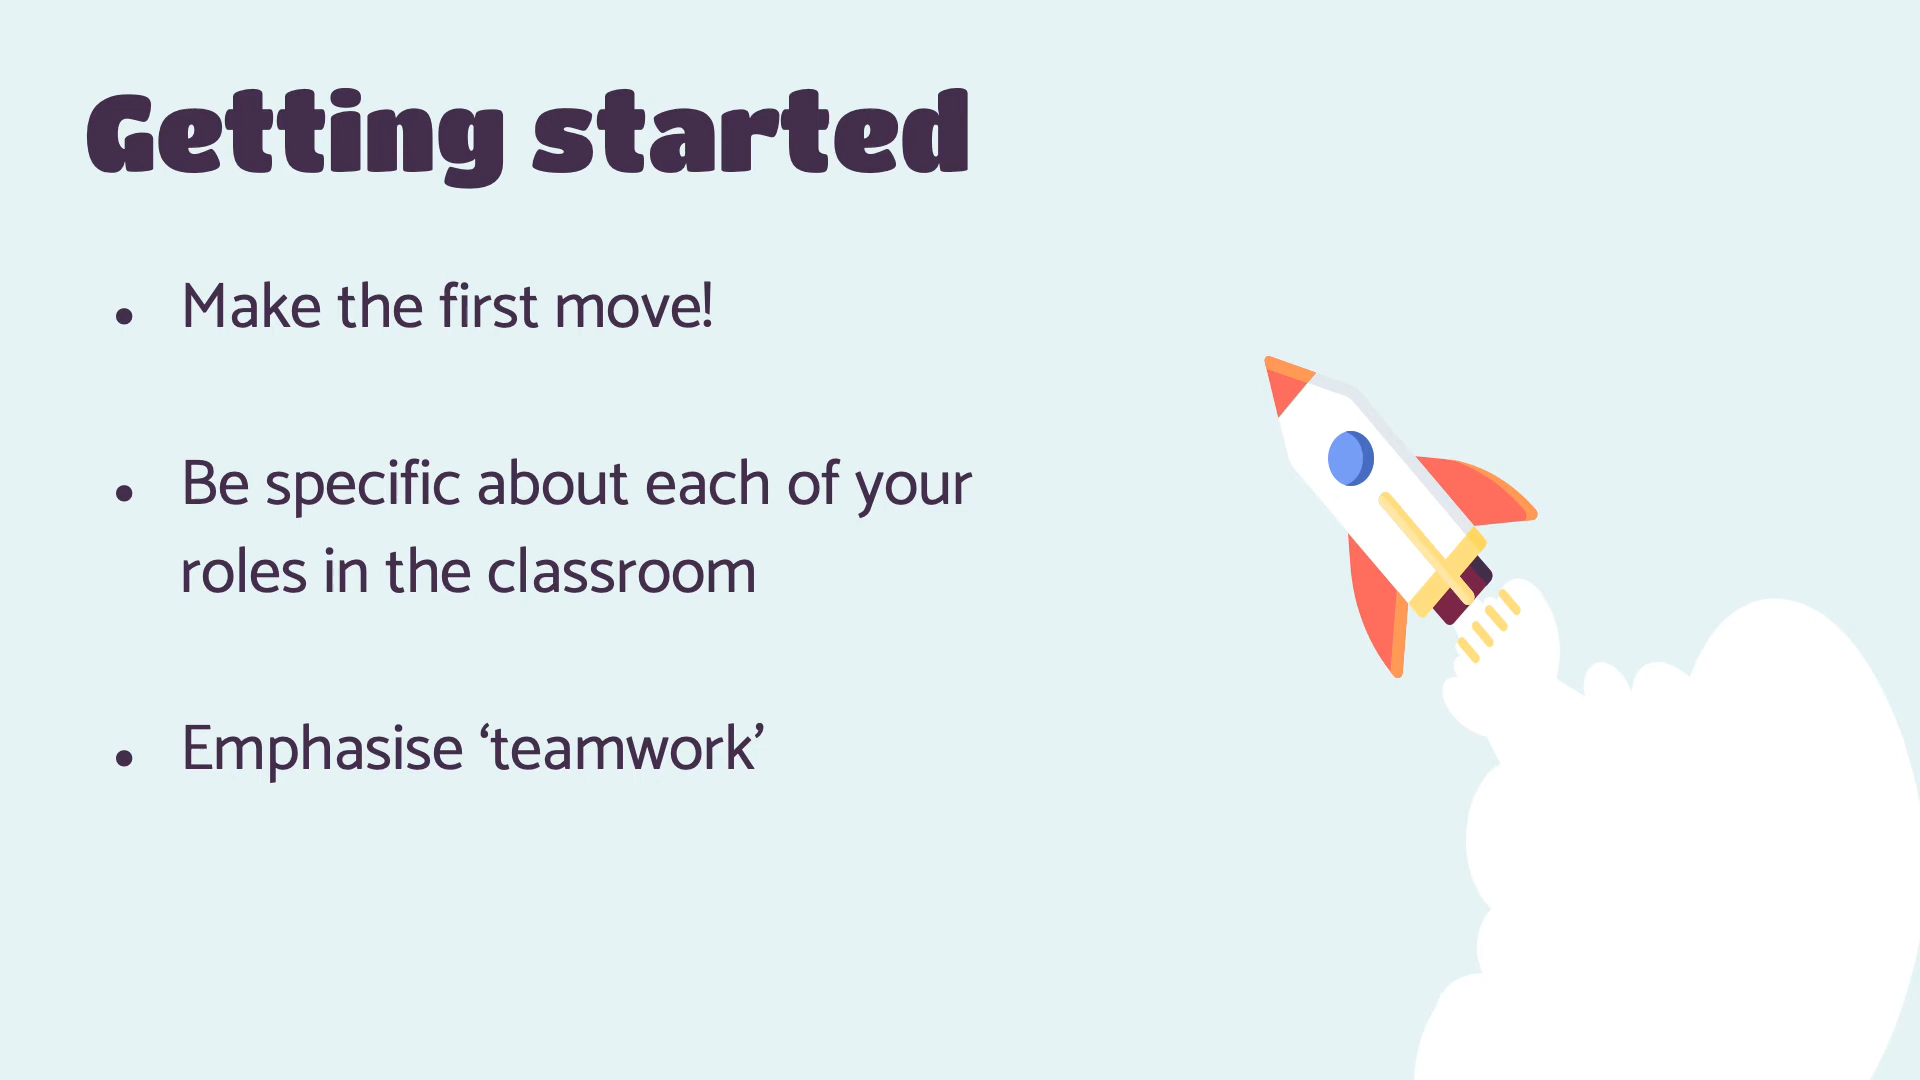 Getting started
• Make the first move!
• Be specific about each of your
roles in the classroom
• Emphasise ‘teamwork’